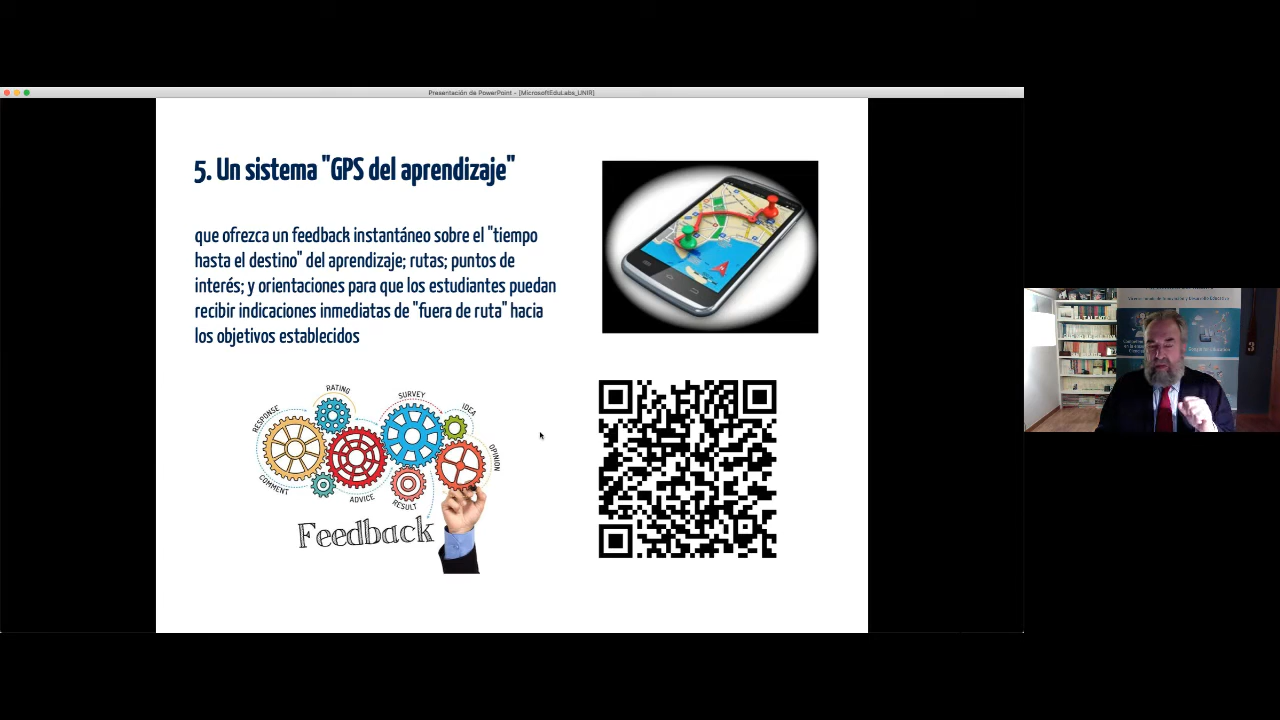 Presentación de PowerPoint - [MicrosoftEduLabs_UNIR]
5. Un sistema "GPS del aprendizaje"
que ofrezca un feedback instantáneo sobre el "tiempo
hasta el destino" del aprendizaje; rutas; puntos de
interés; y orientaciones para que los estudiantes puedan
recibir indicaciones inmediatas de "fuera de ruta" hacia
los objetivos establecidos
RATING
SURVEY
IDEA
RESPONSE
OPINION
COMMENT
ADVICE
RESULT
Feedback
3